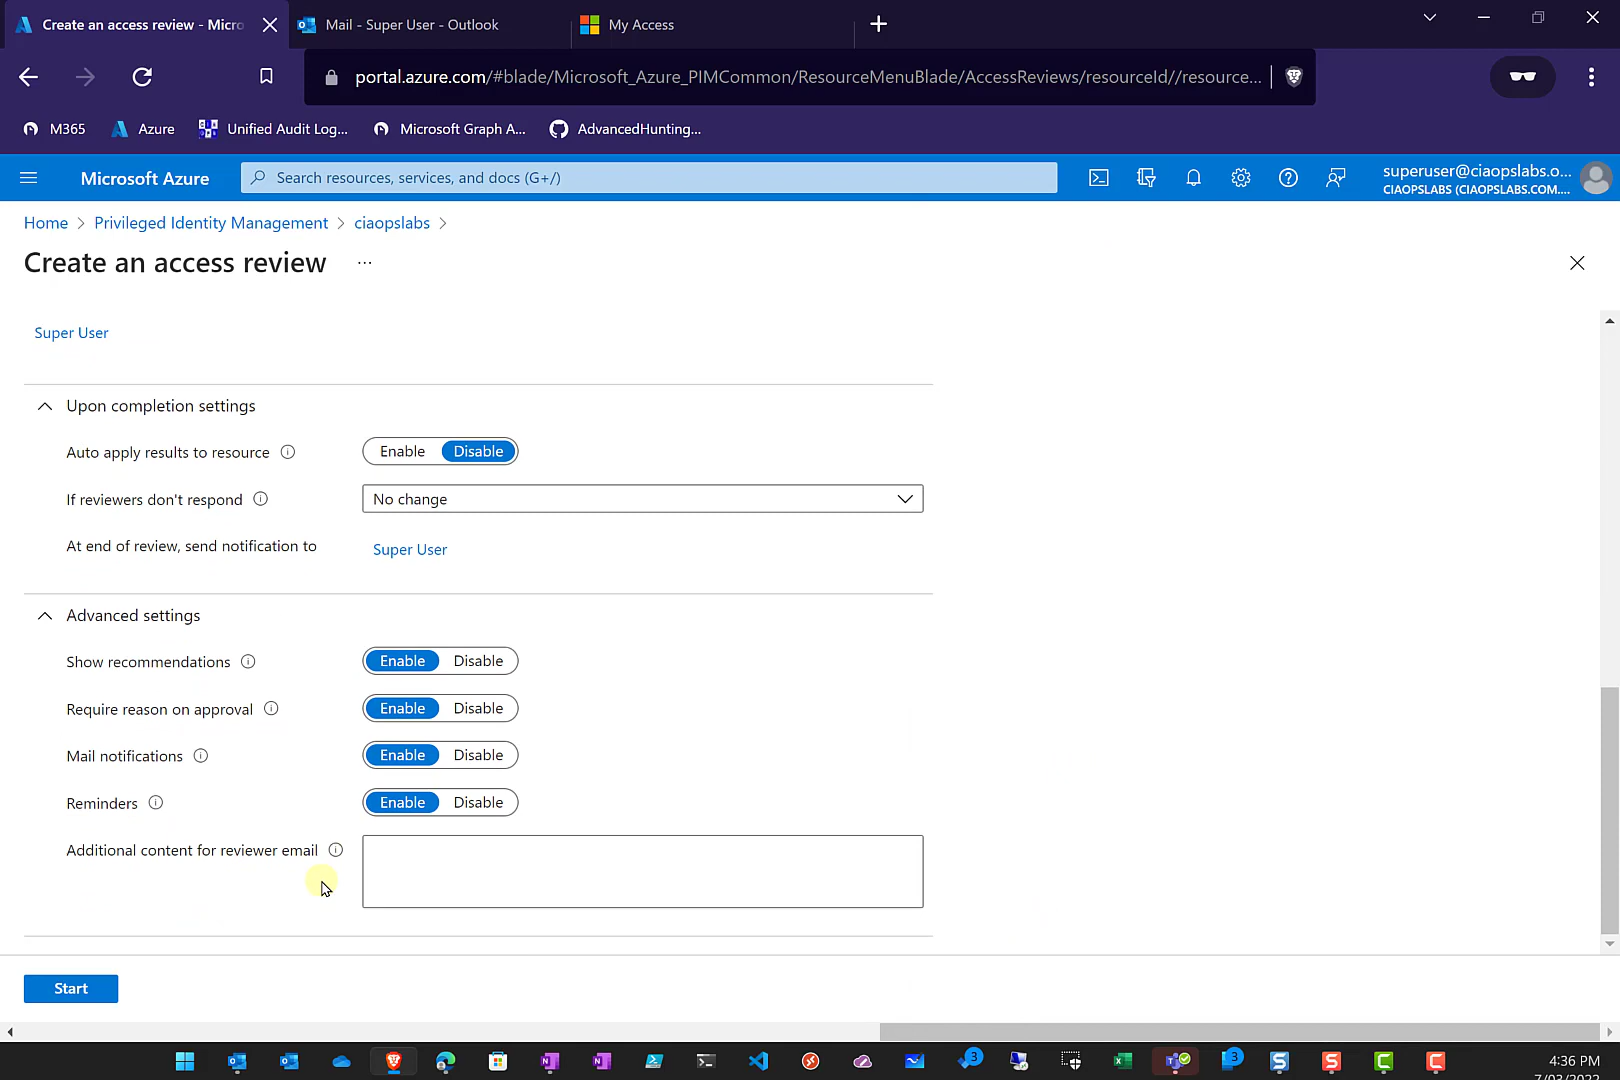 Create an access review - Micro
Mail - Super User - Outlook
My Access
portal.azure.com/#blade/Microsoft_Azure_PIMCommon/ResourceMenuBlade/AccessReviews/resourceId//resource...
M365
Azure
Unified Audit Log...
Microsoft Graph A...
AdvancedHunting...
Microsoft Azure
Search resources, services, and docs (G+/)
superuser@ciaopslabs.o...
CIAOPSLABS (CIAOPSLABS.COM....
Home > Privileged Identity Management > ciaopslabs >
Create an access review ...
Super User
Upon completion settings
Auto apply results to resource Enable Disable
If reviewers don't respond No change
At end of review, send notification to Super User
Advanced settings
Show recommendations Enable Disable
Require reason on approval Enable Disable
Mail notifications Enable Disable
Reminders Enable Disable
Additional content for reviewer email
Start
3
3
4:36 PM
7/03/2022